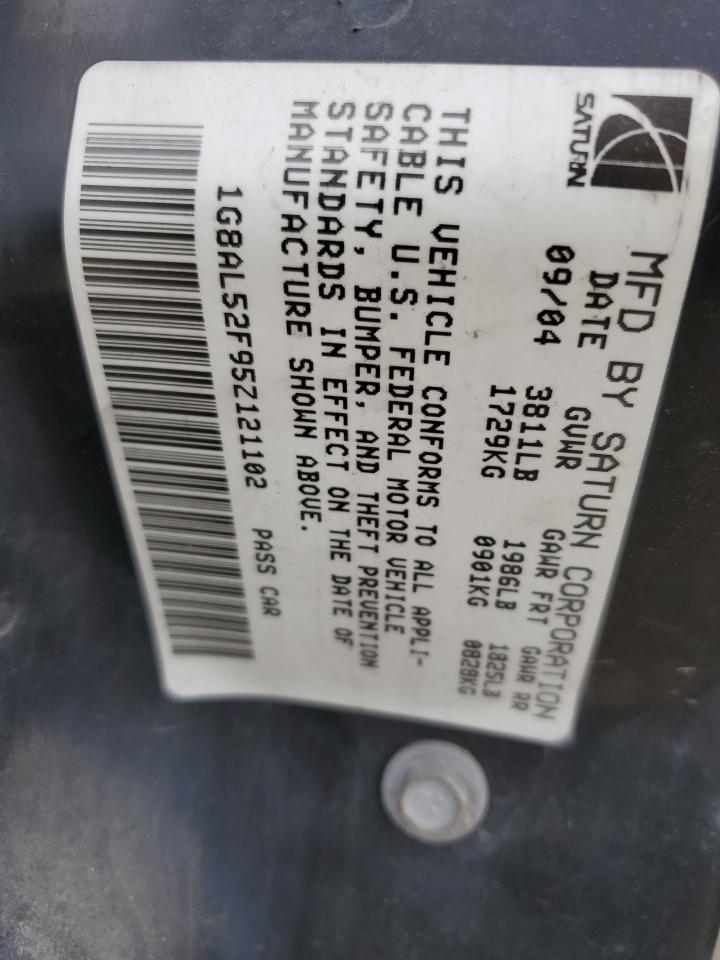 SATURN
MFD BY SATURN CORPORATION
DATE GVWR GAWR FRT GAWR RR
09/04 3811LB 1986LB 1825LB
1729KG 0901KG 0828KG
THIS VEHICLE CONFORMS TO ALL APPLI-
CABLE U.S. FEDERAL MOTOR VEHICLE
SAFETY, BUMPER, AND THEFT PREVENTION
STANDARDS IN EFFECT ON THE DATE OF
MANUFACTURE SHOWN ABOVE.
1G8AL52F95Z121102 PASS CAR